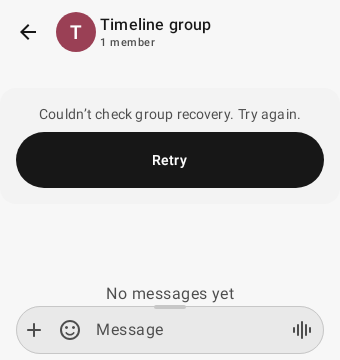 T
Timeline group
1 member
Couldn't check group recovery. Try again.
Retry
No messages yet
Message